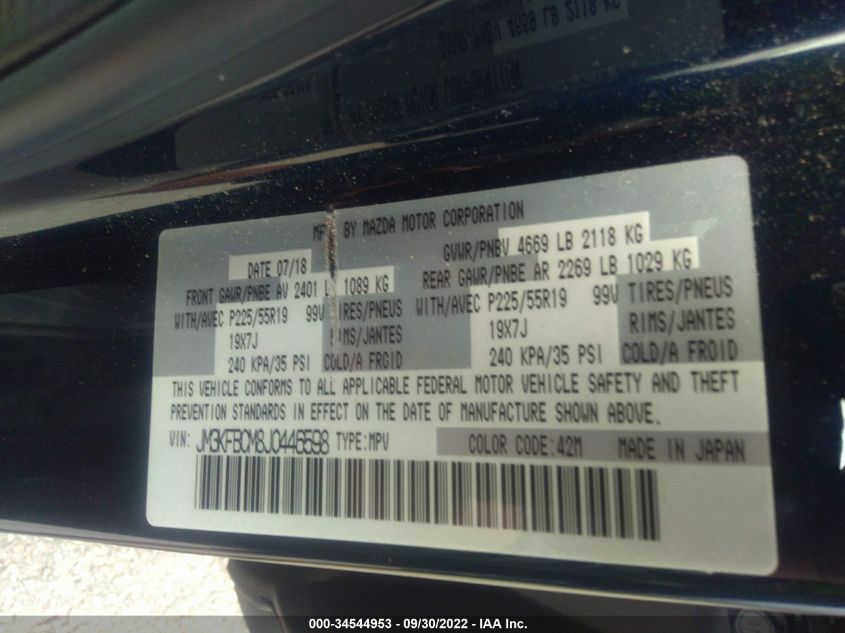 MFD BY MAZDA MOTOR CORPORATION
DATE 07/18 GVWR/PNBV 4669 LB 2118 KG
FRONT GAWR/PNBE AV 2401 L 1089 KG REAR GAWR/PNBE AR 2269 LB 1029 KG
WITH/AVEC P225/55R19 99V TIRES/PNEUS WITH/AVEC P225/55R19 99V TIRES/PNEUS
19X7J RIMS/JANTES 19X7J RIMS/JANTES
240 KPA/35 PSI COLD/A FROID 240 KPA/35 PSI COLD/A FROID
THIS VEHICLE CONFORMS TO ALL APPLICABLE FEDERAL MOTOR VEHICLE SAFETY AND THEFT
PREVENTION STANDARDS IN EFFECT ON THE DATE OF MANUFACTURE SHOWN ABOVE.
VIN: JM3KFBCM8J0446598 TYPE:MPV COLOR CODE:42M MADE IN JAPAN
000-34544953 - 09/30/2022 - IAA Inc.